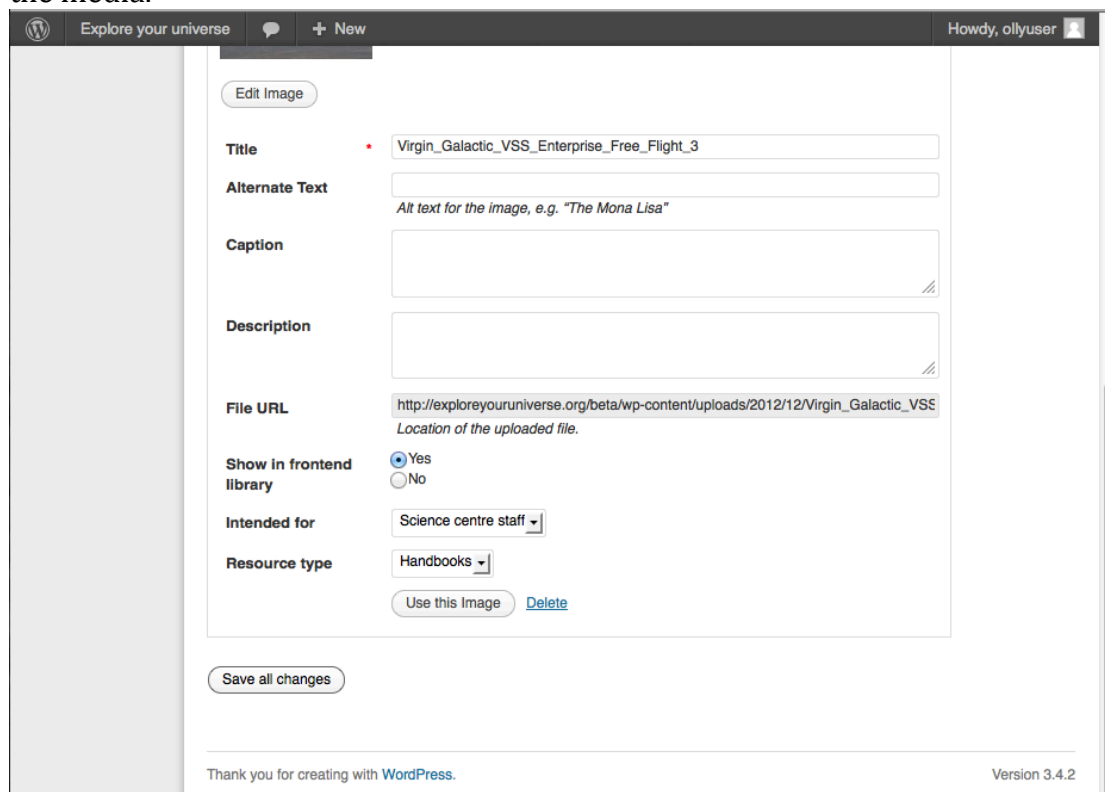 the media.
Explore your universe + New Howdy, ollyuser
Edit Image
Title * Virgin_Galactic_VSS_Enterprise_Free_Flight_3
Alternate Text
Alt text for the image, e.g. “The Mona Lisa”
Caption
Description
File URL http://exploreyouruniverse.org/beta/wp-content/uploads/2012/12/Virgin_Galactic_VSS
Location of the uploaded file.
Show in frontend
library
Yes
No
Intended for Science centre staff
Resource type Handbooks
Use this Image Delete
Save all changes
Thank you for creating with WordPress. Version 3.4.2